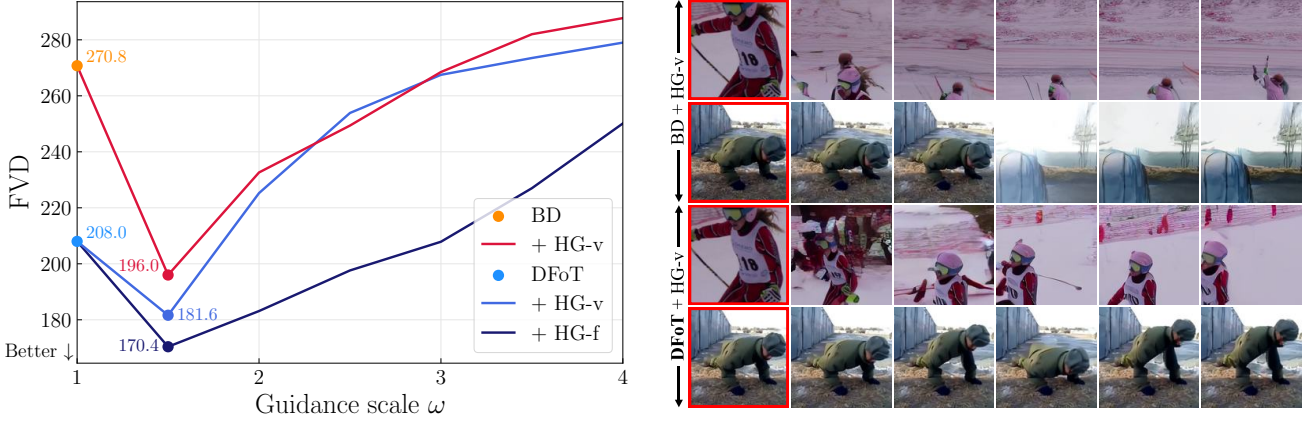 FVD
280
260
240
220
200
180
Better ↓
1
2
3
4
Guidance scale ω
270.8
208.0
196.0
181.6
170.4
BD
+ HG-v
DFoT
+ HG-v
+ HG-f
BD + HG-v
DFoT + HG-v
18
18